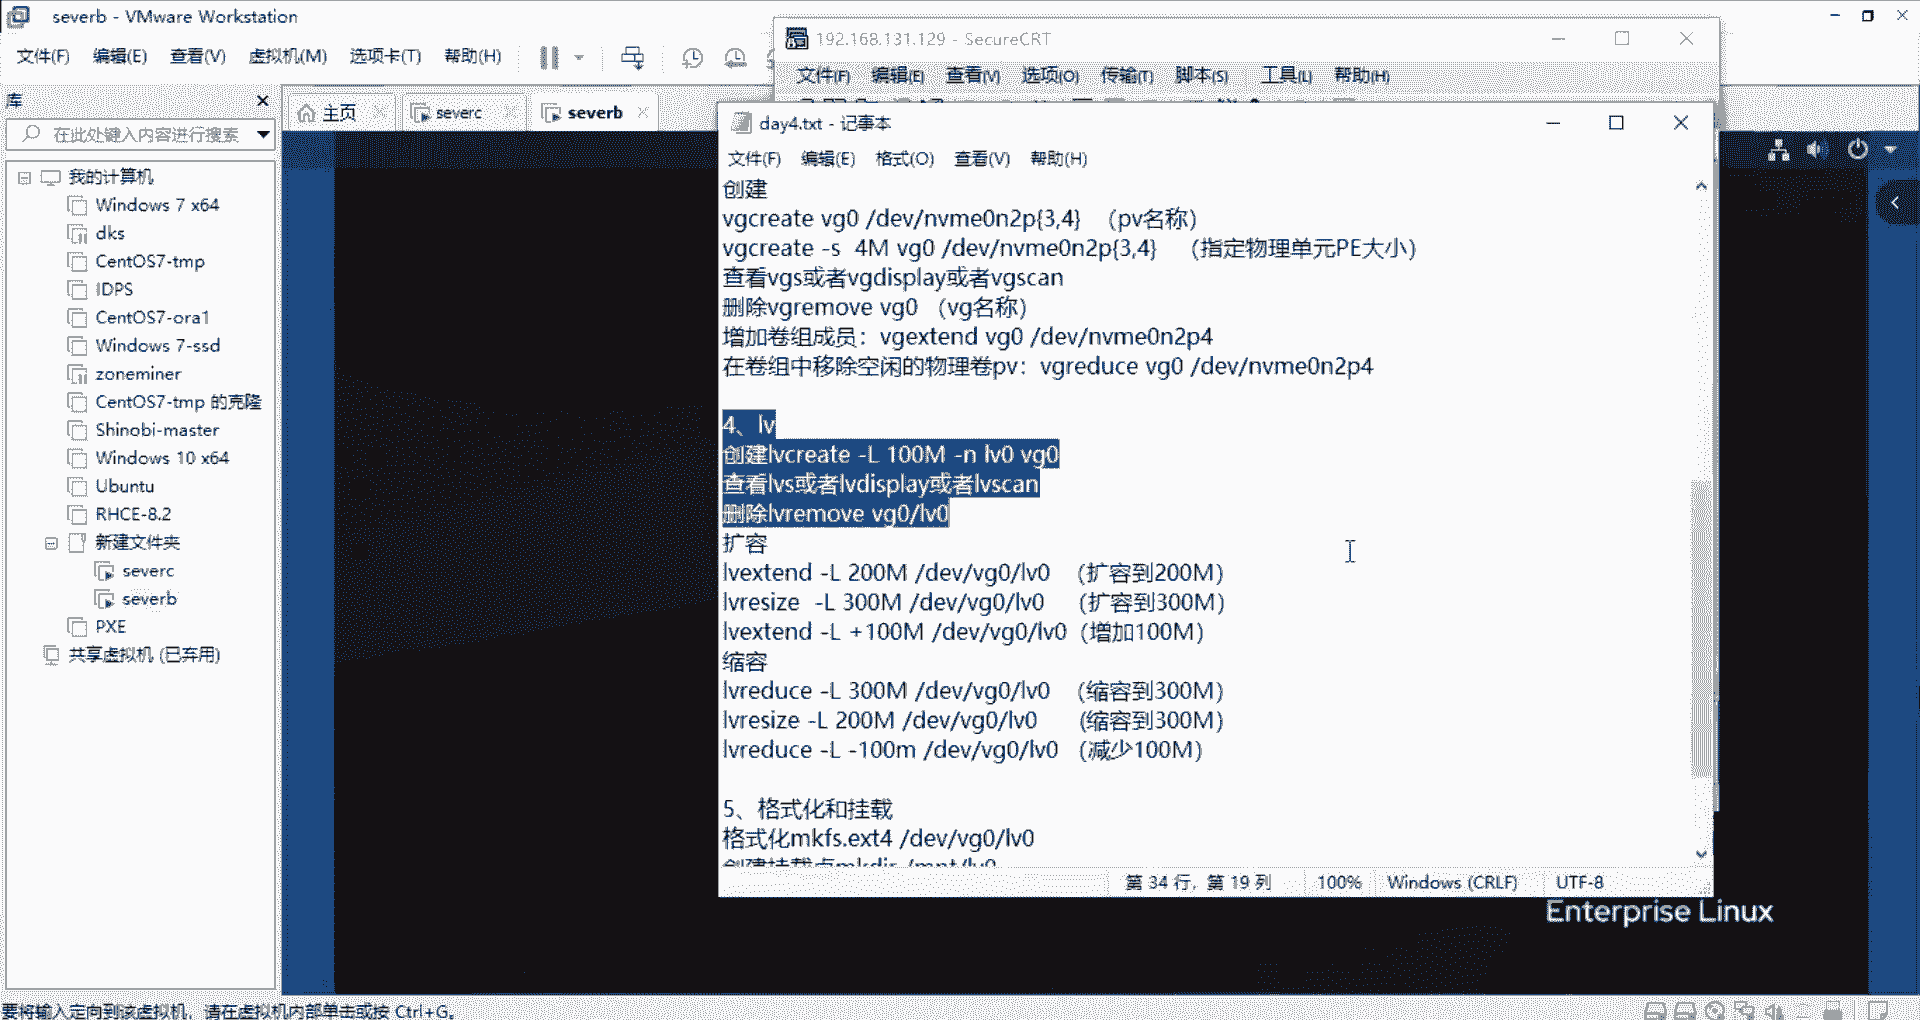 severb - VMware Workstation
文件(F) 编辑(E) 查看(V) 虚拟机(M) 选项卡(T) 帮助(H)
库
在此处键入内容进行搜索
我的计算机
Windows 7 x64
dks
CentOS7-tmp
IDPS
CentOS7-ora1
Windows 7-ssd
zoneminer
CentOS7-tmp 的克隆
Shinobi-master
Windows 10 x64
Ubuntu
RHCE-8.2
新建文件夹
severc
severb
PXE
共享虚拟机 (已弃用)
主页 severc severb
192.168.131.129 - SecureCRT
文件(F) 编辑(E) 查看(V) 选项(O) 传输(T) 脚本(S) 工具(L) 帮助(H)
day4.txt - 记事本
文件(F) 编辑(E) 格式(O) 查看(V) 帮助(H)
创建
vgcreate vg0 /dev/nvme0n2p{3,4} （pv名称）
vgcreate -s 4M vg0 /dev/nvme0n2p{3,4} （指定物理单元PE大小）
查看vgs或者vgdisplay或者vgscan
删除vgremove vg0 （vg名称）
增加卷组成员：vgextend vg0 /dev/nvme0n2p4
在卷组中移除空闲的物理卷pv：vgreduce vg0 /dev/nvme0n2p4
4、lv
创建lvcreate -L 100M -n lv0 vg0
查看lvs或者lvdisplay或者lvscan
删除lvremove vg0/lv0
扩容
lvextend -L 200M /dev/vg0/lv0 （扩容到200M）
lvresize -L 300M /dev/vg0/lv0 （扩容到300M）
lvextend -L +100M /dev/vg0/lv0（增加100M）
缩容
lvreduce -L 300M /dev/vg0/lv0 （缩容到300M）
lvresize -L 200M /dev/vg0/lv0 （缩容到300M）
lvreduce -L -100m /dev/vg0/lv0 （减少100M）
5、格式化和挂载
格式化mkfs.ext4 /dev/vg0/lv0
创建挂载点mkdir /mnt/lv0
第 34 行，第 19 列 100% Windows (CRLF) UTF-8
Enterprise Linux
要将输入定向到该虚拟机，请在虚拟机内部单击或按 Ctrl+G。